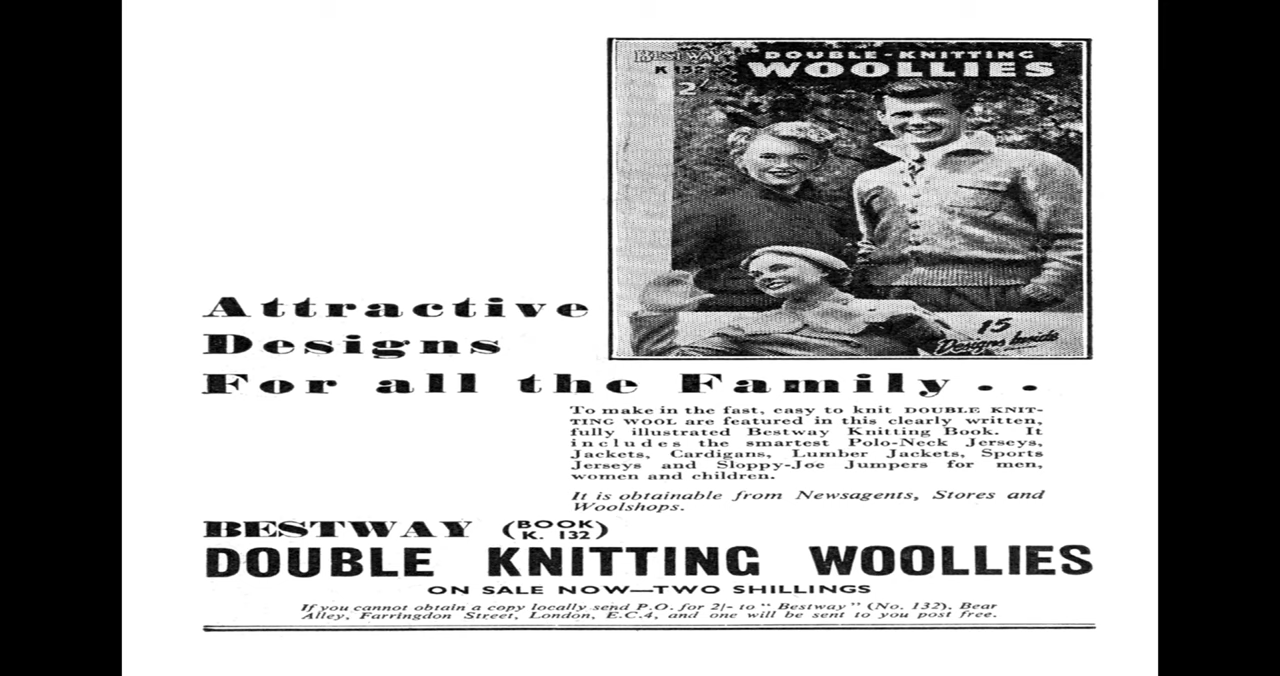 BESTWAY
K 132
2/-
DOUBLE-KNITTING
WOOLLIES
15
Designs Inside
Attractive
Designs
For all the Family . .
To make in the fast, easy to knit DOUBLE KNIT-
TING WOOL are featured in this clearly written,
fully illustrated Bestway Knitting Book. It
includes the smartest Polo-Neck Jerseys,
Jackets, Cardigans, Lumber Jackets, Sports
Jerseys and Sloppy-Joe Jumpers for men,
women and children.
It is obtainable from Newsagents, Stores and
Woolshops.
BESTWAY (BOOK K. 132)
DOUBLE KNITTING WOOLLIES
ON SALE NOW—TWO SHILLINGS
If you cannot obtain a copy locally send P.O. for 2/- to "Bestway" (No. 132), Bear
Alley, Farringdon Street, London, E.C.4, and one will be sent to you post free.